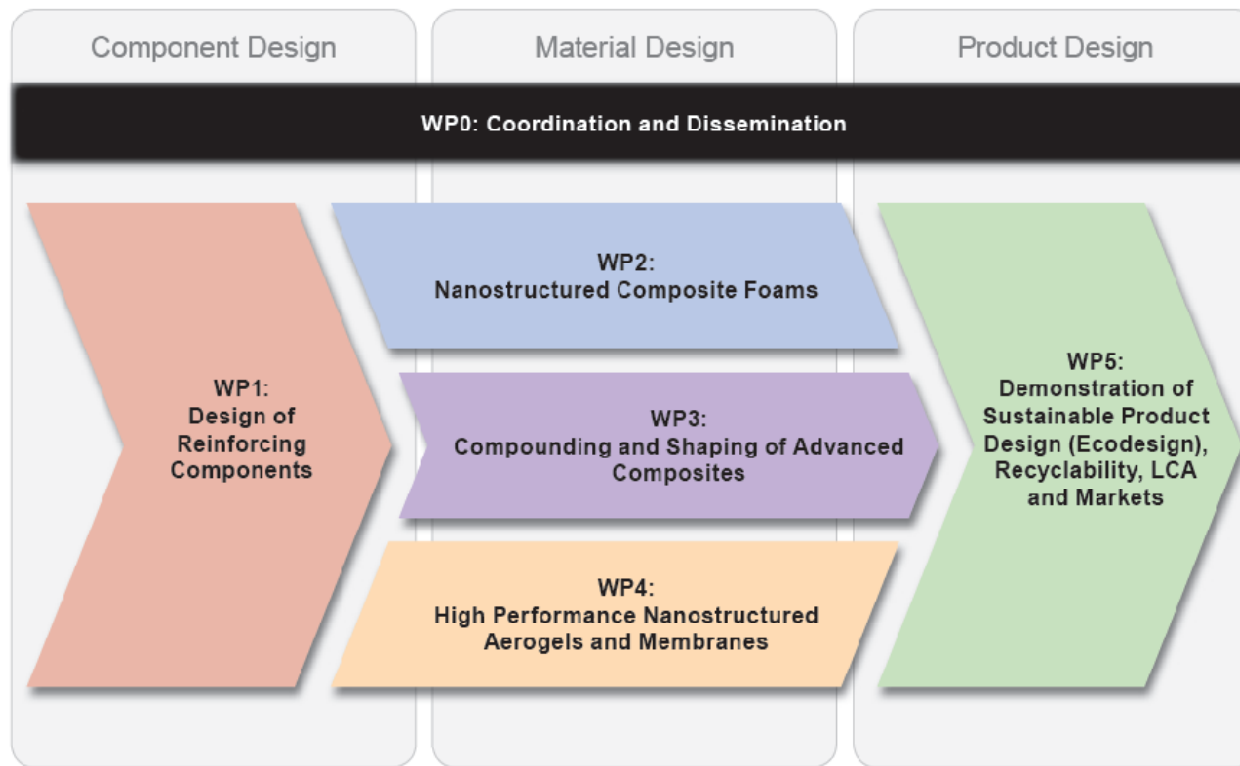 Component Design
Material Design
Product Design
WP0: Coordination and Dissemination
WP1:
Design of
Reinforcing
Components
WP2:
Nanostructured Composite Foams
WP3:
Compounding and Shaping of Advanced
Composites
WP4:
High Performance Nanostructured
Aerogels and Membranes
WP5:
Demonstration of
Sustainable Product
Design (Ecodesign),
Recyclability, LCA
and Markets